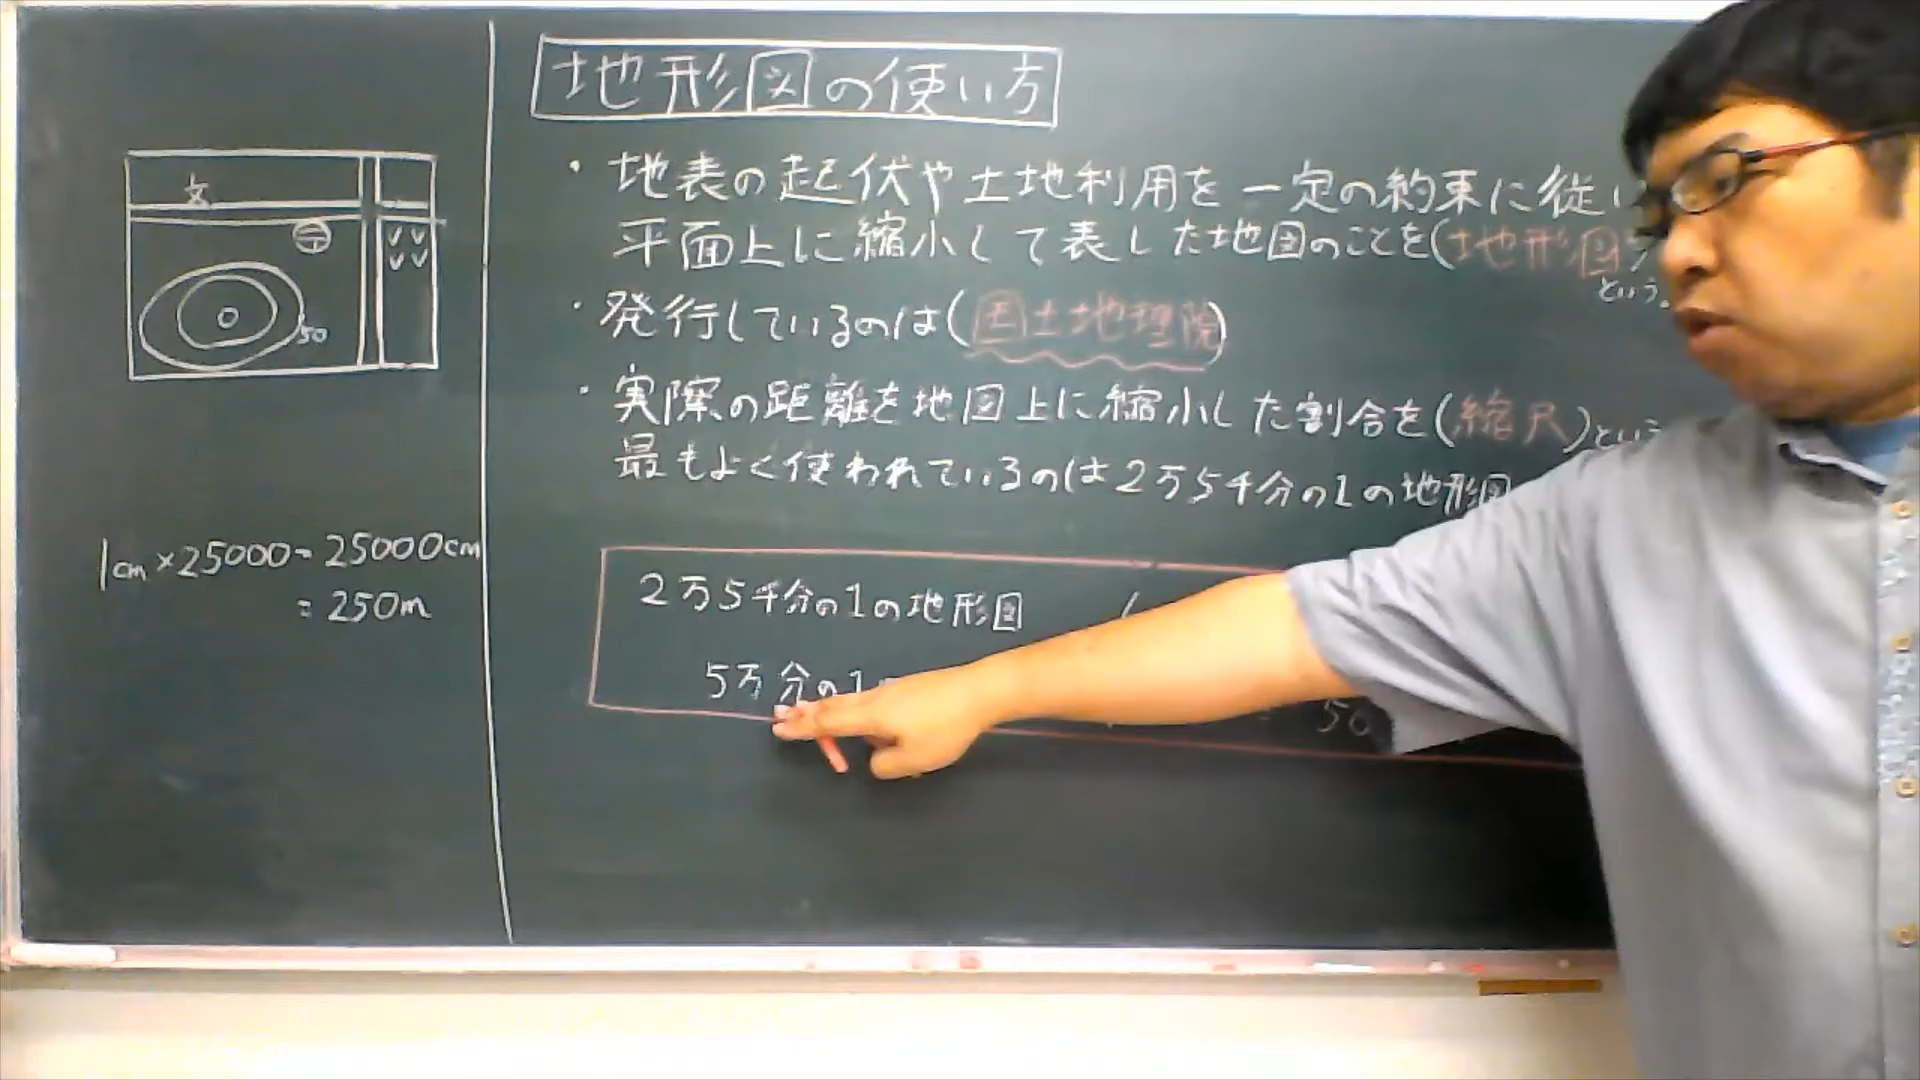 地形図の使い方
・地表の起伏や土地利用を一定の約束に従い
平面上に縮小して表した地図のことを(地形図)
という。
・発行しているのは(国土地理院)
・実際の距離を地図上に縮小した割合を(縮尺)という
最もよく使われているのは2万5千分の1の地形図
2万5千分の1の地形図 (
5万分の1の
= 50
文
50
1cm×25000=25000cm
=250m